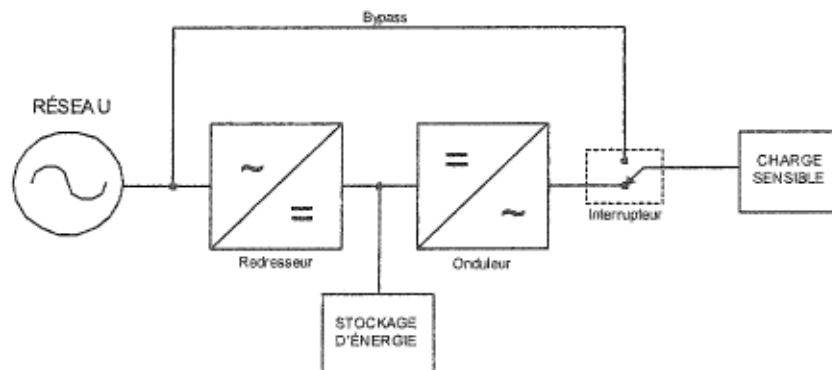 Bypass
RÉSEAU
Redresseur
Onduleur
Interrupteur
CHARGE
SENSIBLE
STOCKAGE
D'ÉNERGIE